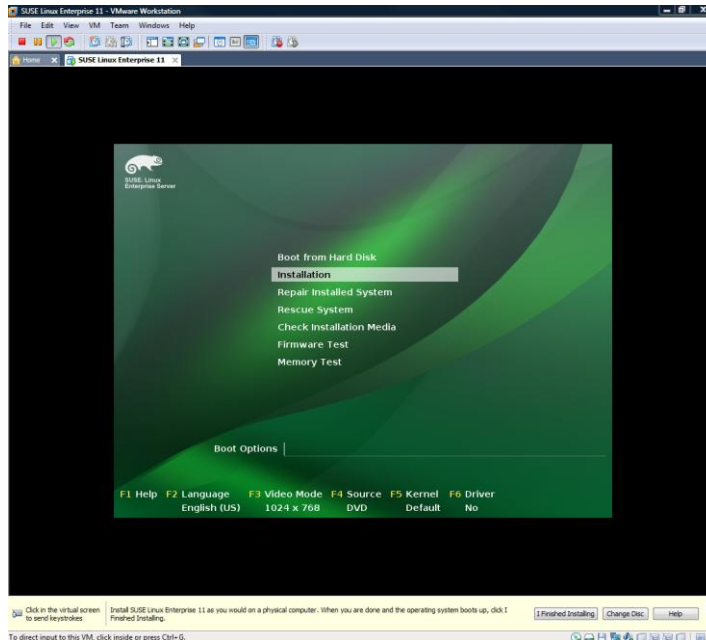 SUSE Linux Enterprise 11 - VMware Workstation
File Edit View VM Team Windows Help
Home SUSE Linux Enterprise 11
SUSE. Linux
Enterprise Server
Boot from Hard Disk
Installation
Repair Installed System
Rescue System
Check Installation Media
Firmware Test
Memory Test
Boot Options
F1 Help F2 Language F3 Video Mode F4 Source F5 Kernel F6 Driver
English (US) 1024 x 768 DVD Default No
Click in the virtual screen
to send keystrokes
Install SUSE Linux Enterprise 11 as you would on a physical computer. When you are done and the operating system boots up, click I
Finished Installing.
I Finished Installing Change Disc Help
To direct input to this VM, click inside or press Ctrl+G.